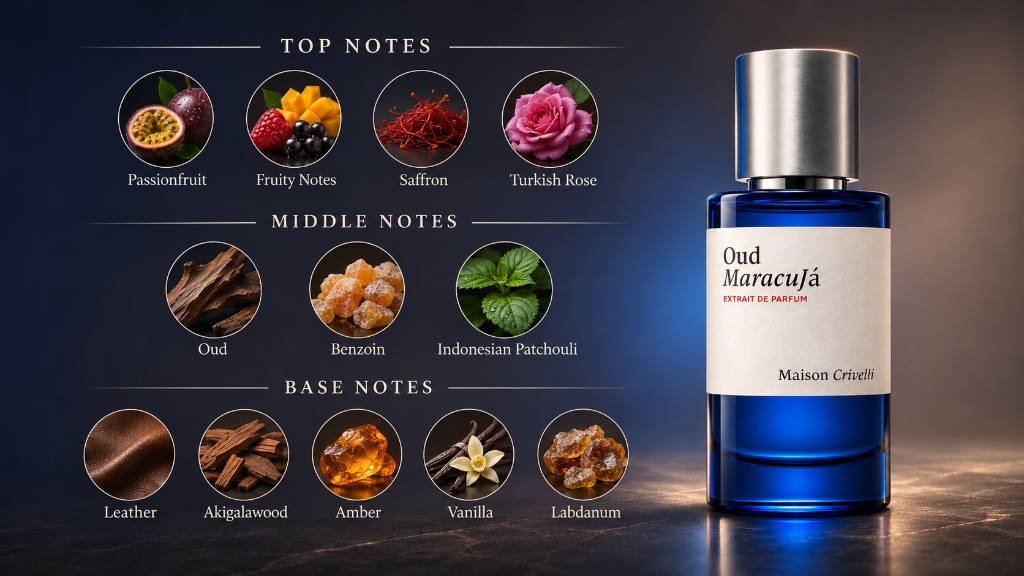 TOP NOTES
Passionfruit
Fruity Notes
Saffron
Turkish Rose
MIDDLE NOTES
Oud
Benzoin
Indonesian Patchouli
BASE NOTES
Leather
Akigalawood
Amber
Vanilla
Labdanum
Oud
MaracuJá
EXTRAIT DE PARFUM
Maison Crivelli